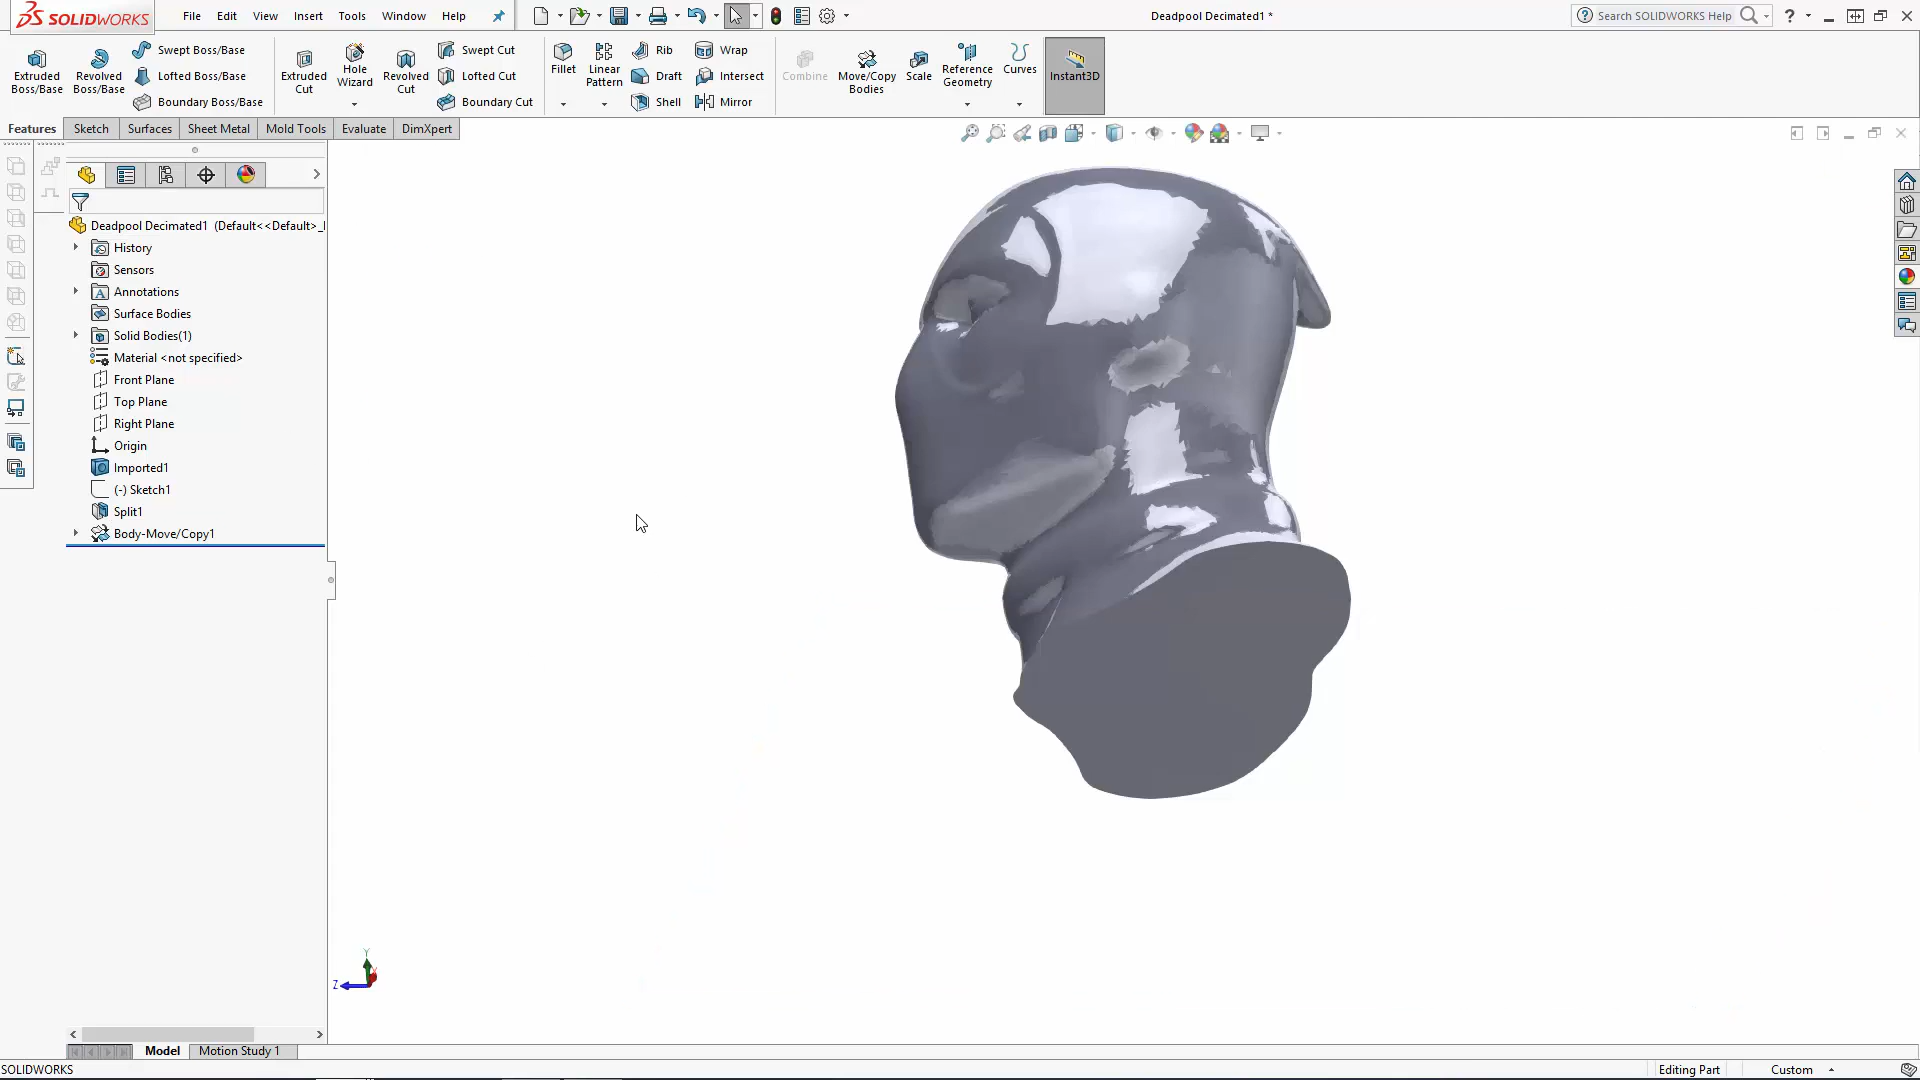 SOLIDWORKS
File Edit View Insert Tools Window Help
Deadpool Decimated1 *
Search SOLIDWORKS Help
Extruded Boss/Base
Revolved Boss/Base
Swept Boss/Base
Lofted Boss/Base
Boundary Boss/Base
Extruded Cut
Hole Wizard
Revolved Cut
Swept Cut
Lofted Cut
Boundary Cut
Fillet
Linear Pattern
Rib
Draft
Shell
Wrap
Intersect
Mirror
Combine
Move/Copy Bodies
Scale
Reference Geometry
Curves
Instant3D
Features Sketch Surfaces Sheet Metal Mold Tools Evaluate DimXpert
Deadpool Decimated1 (Default<<Default>_
History
Sensors
Annotations
Surface Bodies
Solid Bodies(1)
Material <not specified>
Front Plane
Top Plane
Right Plane
Origin
Imported1
(-) Sketch1
Split1
Body-Move/Copy1
Y
Z
Model Motion Study 1
SOLIDWORKS
Editing Part Custom